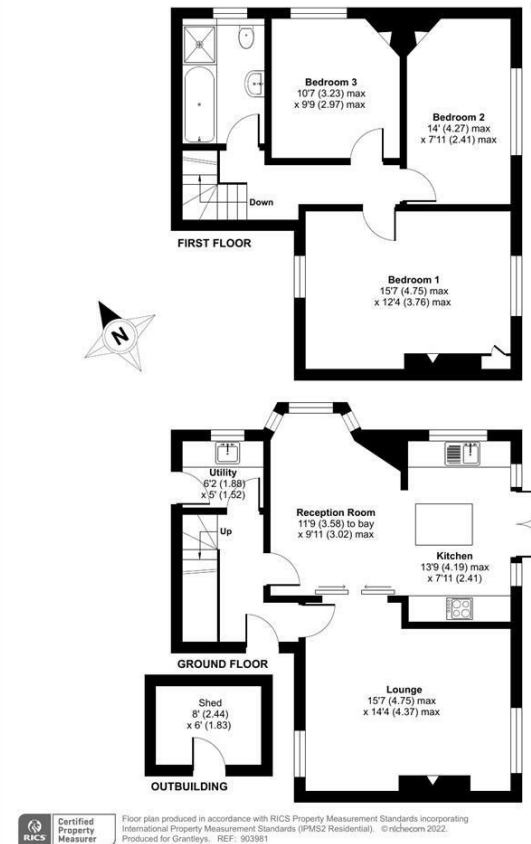 Bedroom 3
10'7 (3.23) max
x 9'9 (2.97) max
Bedroom 2
14' (4.27) max
x 7'11 (2.41) max
Down
FIRST FLOOR
Bedroom 1
15'7 (4.75) max
x 12'4 (3.76) max
N
Utility
6'2 (1.88)
x 5' (1.52)
Up
Reception Room
11'9 (3.58) to bay
x 9'11 (3.02) max
Kitchen
13'9 (4.19) max
x 7'11 (2.41)
GROUND FLOOR
Lounge
15'7 (4.75) max
x 14'4 (4.37) max
Shed
8' (2.44)
x 6' (1.83)
OUTBUILDING
RICS
Certified
Property
Measurer
Floor plan produced in accordance with RICS Property Measurement Standards incorporating
International Property Measurement Standards (IPMS2 Residential). ©nichecom 2022.
Produced for Grantleys. REF: 903981